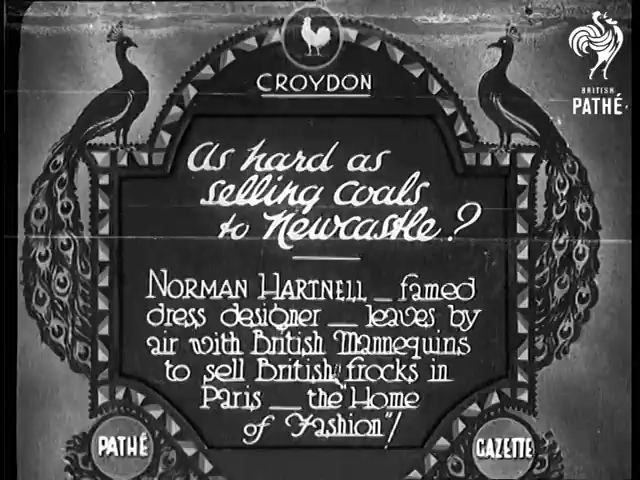 CROYDON
BRITISH
PATHÉ
As hard as
selling coals
to Newcastle?
NORMAN HARTNELL — famed
dress designer — leaves by
air with British Mannequins
to sell British frocks in
Paris — the "Home
of Fashion"!
PATHÉ
GAZETTE